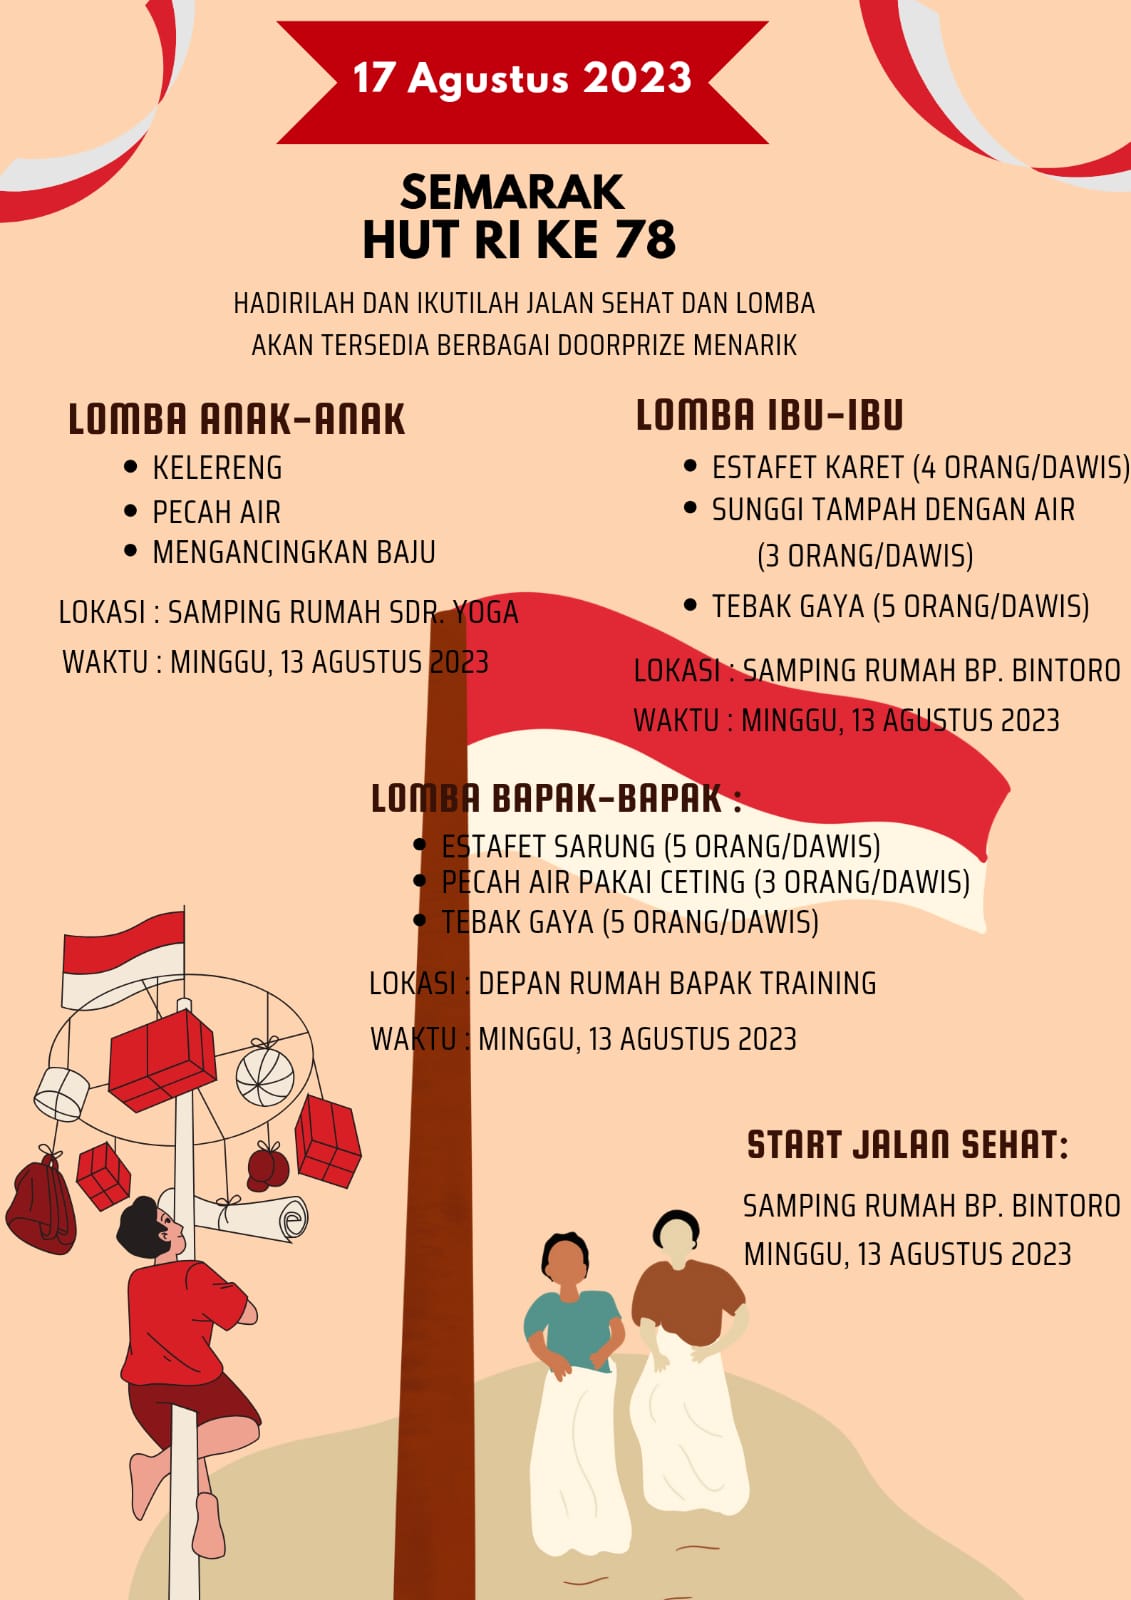 17 Agustus 2023
SEMARAK
HUT RI KE 78
HADIRILAH DAN IKUTILAH JALAN SEHAT DAN LOMBA
AKAN TERSEDIA BERBAGAI DOORPRIZE MENARIK
LOMBA ANAK-ANAK
• KELERENG
• PECAH AIR
• MENGANCINGKAN BAJU
LOKASI : SAMPING RUMAH SDR. YOGA
WAKTU : MINGGU, 13 AGUSTUS 2023
LOMBA IBU-IBU
• ESTAFET KARET (4 ORANG/DAWIS)
• SUNGGI TAMPAH DENGAN AIR
(3 ORANG/DAWIS)
• TEBAK GAYA (5 ORANG/DAWIS)
LOKASI : SAMPING RUMAH BP. BINTORO
WAKTU : MINGGU, 13 AGUSTUS 2023
LOMBA BAPAK-BAPAK :
• ESTAFET SARUNG (5 ORANG/DAWIS)
• PECAH AIR PAKAI CETING (3 ORANG/DAWIS)
• TEBAK GAYA (5 ORANG/DAWIS)
LOKASI : DEPAN RUMAH BAPAK TRAINING
WAKTU : MINGGU, 13 AGUSTUS 2023
START JALAN SEHAT:
SAMPING RUMAH BP. BINTORO
MINGGU, 13 AGUSTUS 2023